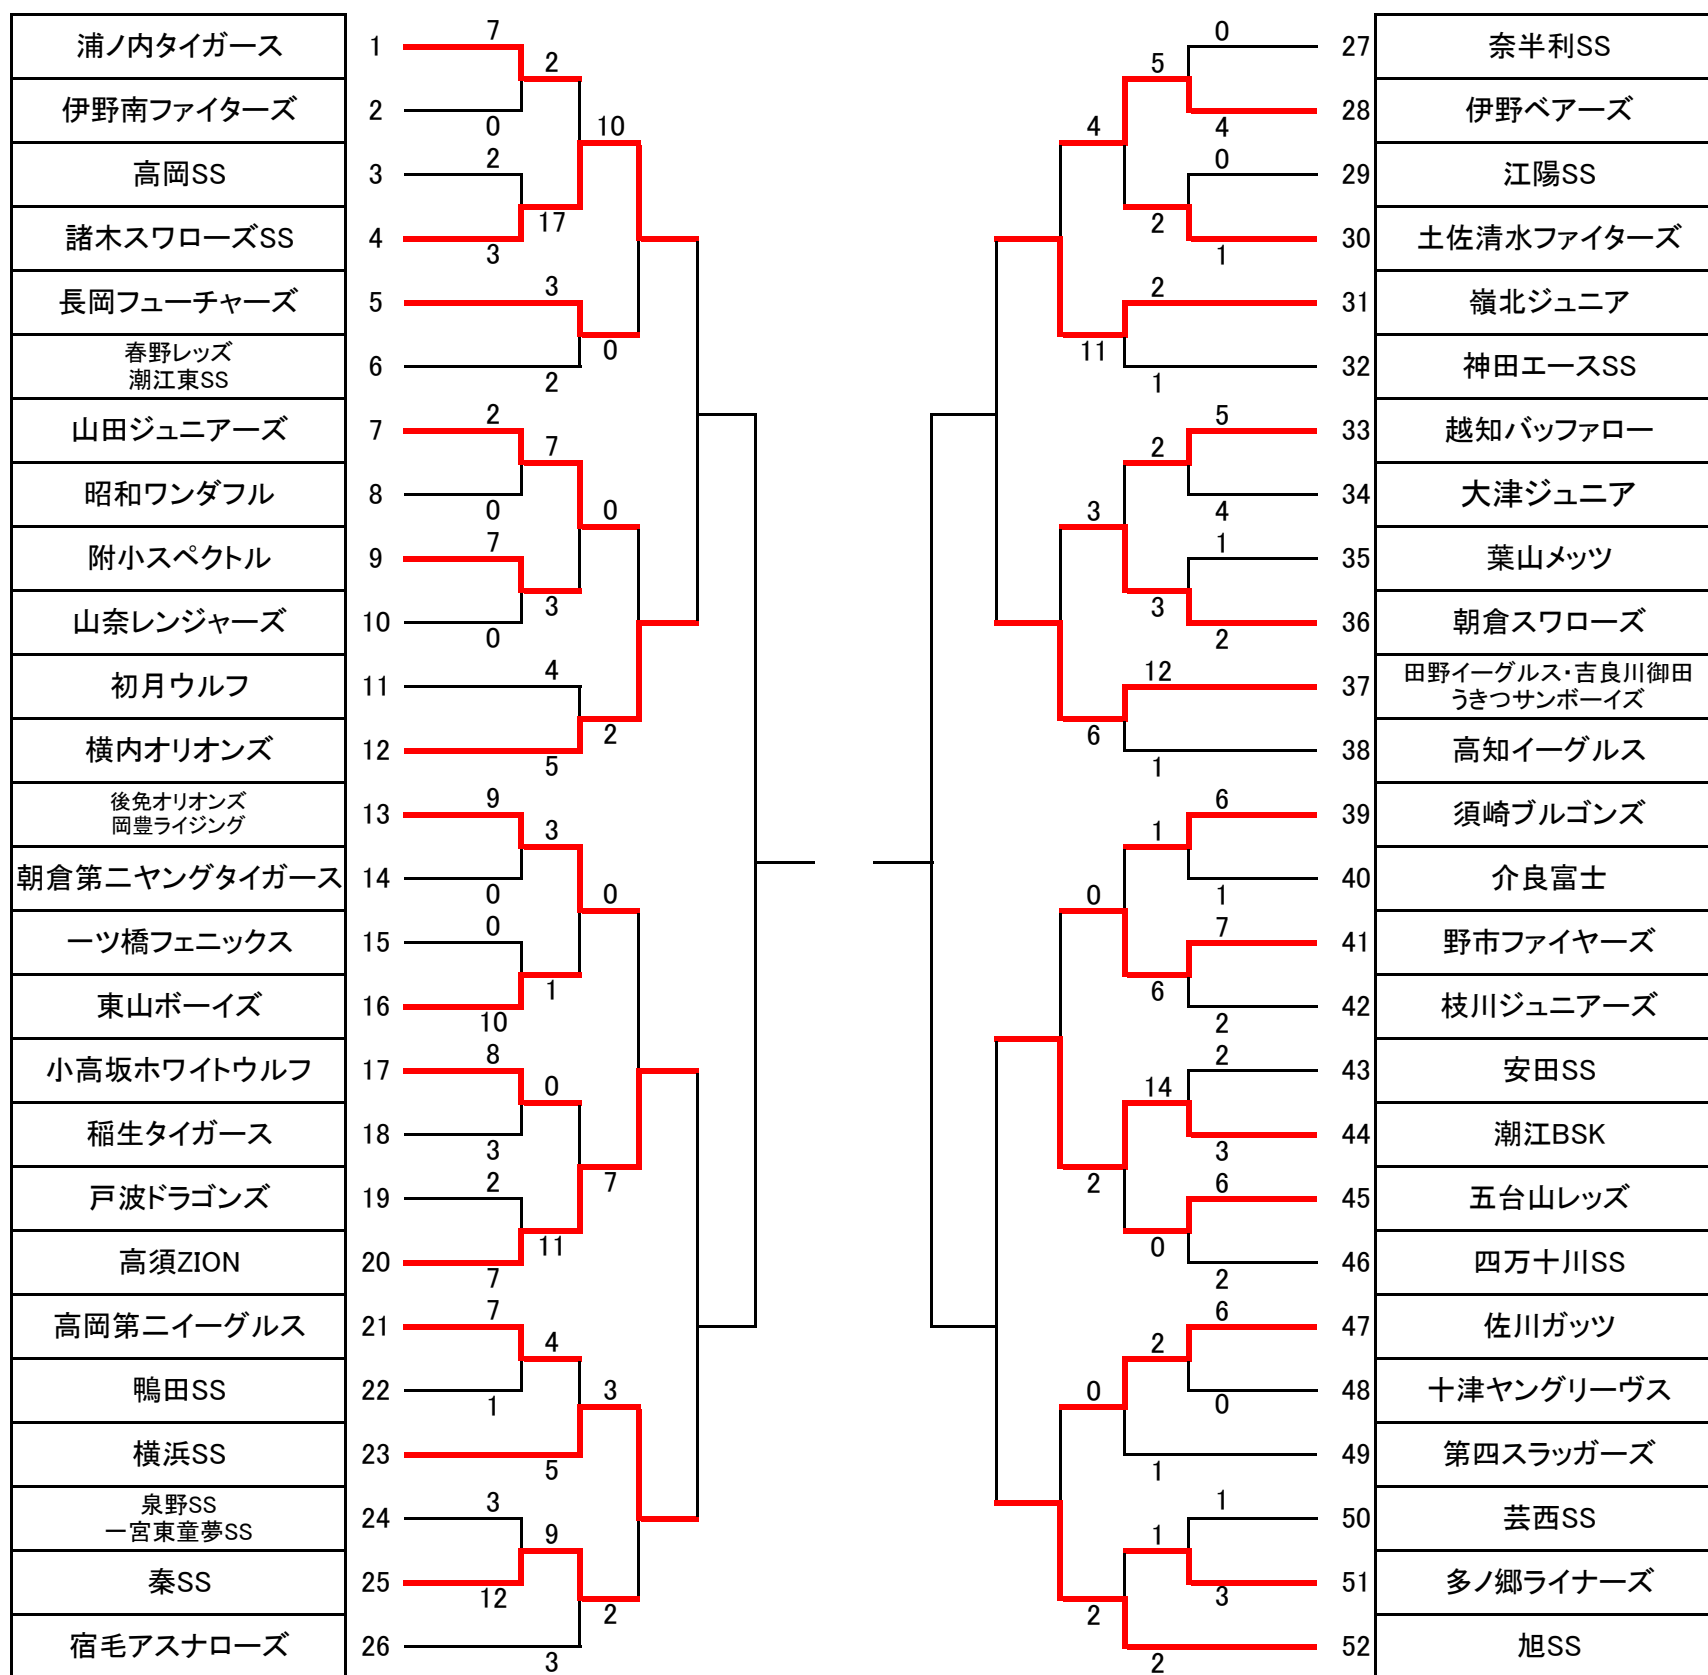 浦ノ内タイガース 1
伊野南ファイターズ 2
高岡SS 3
諸木スワローズSS 4
長岡フューチャーズ 5
春野レッズ
潮江東SS 6
山田ジュニアーズ 7
昭和ワンダフル 8
附小スペクトル 9
山奈レンジャーズ 10
初月ウルフ 11
横内オリオンズ 12
後免オリオンズ
岡豊ライジング 13
朝倉第二ヤングタイガース 14
一ツ橋フェニックス 15
東山ボーイズ 16
小高坂ホワイトウルフ 17
稲生タイガース 18
戸波ドラゴンズ 19
高須ZION 20
高岡第二イーグルス 21
鴨田SS 22
横浜SS 23
泉野SS
一宮東童夢SS 24
秦SS 25
宿毛アスナローズ 26
7
0
2
3
2
0
7
0
9
0
0
10
8
3
2
7
7
1
3
12
2
17
3
2
7
3
4
5
3
1
0
11
4
5
9
3
10
0
0
2
0
7
3
2
4
11
3
6
0
2
0
2
5
2
2
1
2
3
12
1
1
6
14
0
2
1
1
2
0
4
0
1
5
4
1
2
6
1
7
2
2
3
6
2
6
0
1
3
27 奈半利SS
28 伊野ベアーズ
29 江陽SS
30 土佐清水ファイターズ
31 嶺北ジュニア
32 神田エースSS
33 越知バッファロー
34 大津ジュニア
35 葉山メッツ
36 朝倉スワローズ
37 田野イーグルス・吉良川御田
うきつサンボーイズ
38 高知イーグルス
39 須崎ブルゴンズ
40 介良富士
41 野市ファイヤーズ
42 枝川ジュニアーズ
43 安田SS
44 潮江BSK
45 五台山レッズ
46 四万十川SS
47 佐川ガッツ
48 十津ヤングリーヴス
49 第四スラッガーズ
50 芸西SS
51 多ノ郷ライナーズ
52 旭SS